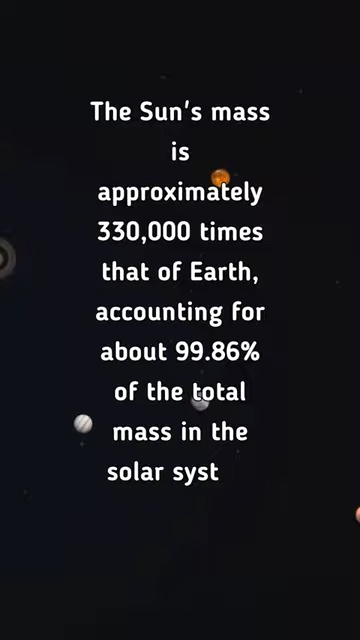 The Sun's mass
is
approximately
330,000 times
that of Earth,
accounting for
about 99.86%
of the total
mass in the
solar syst